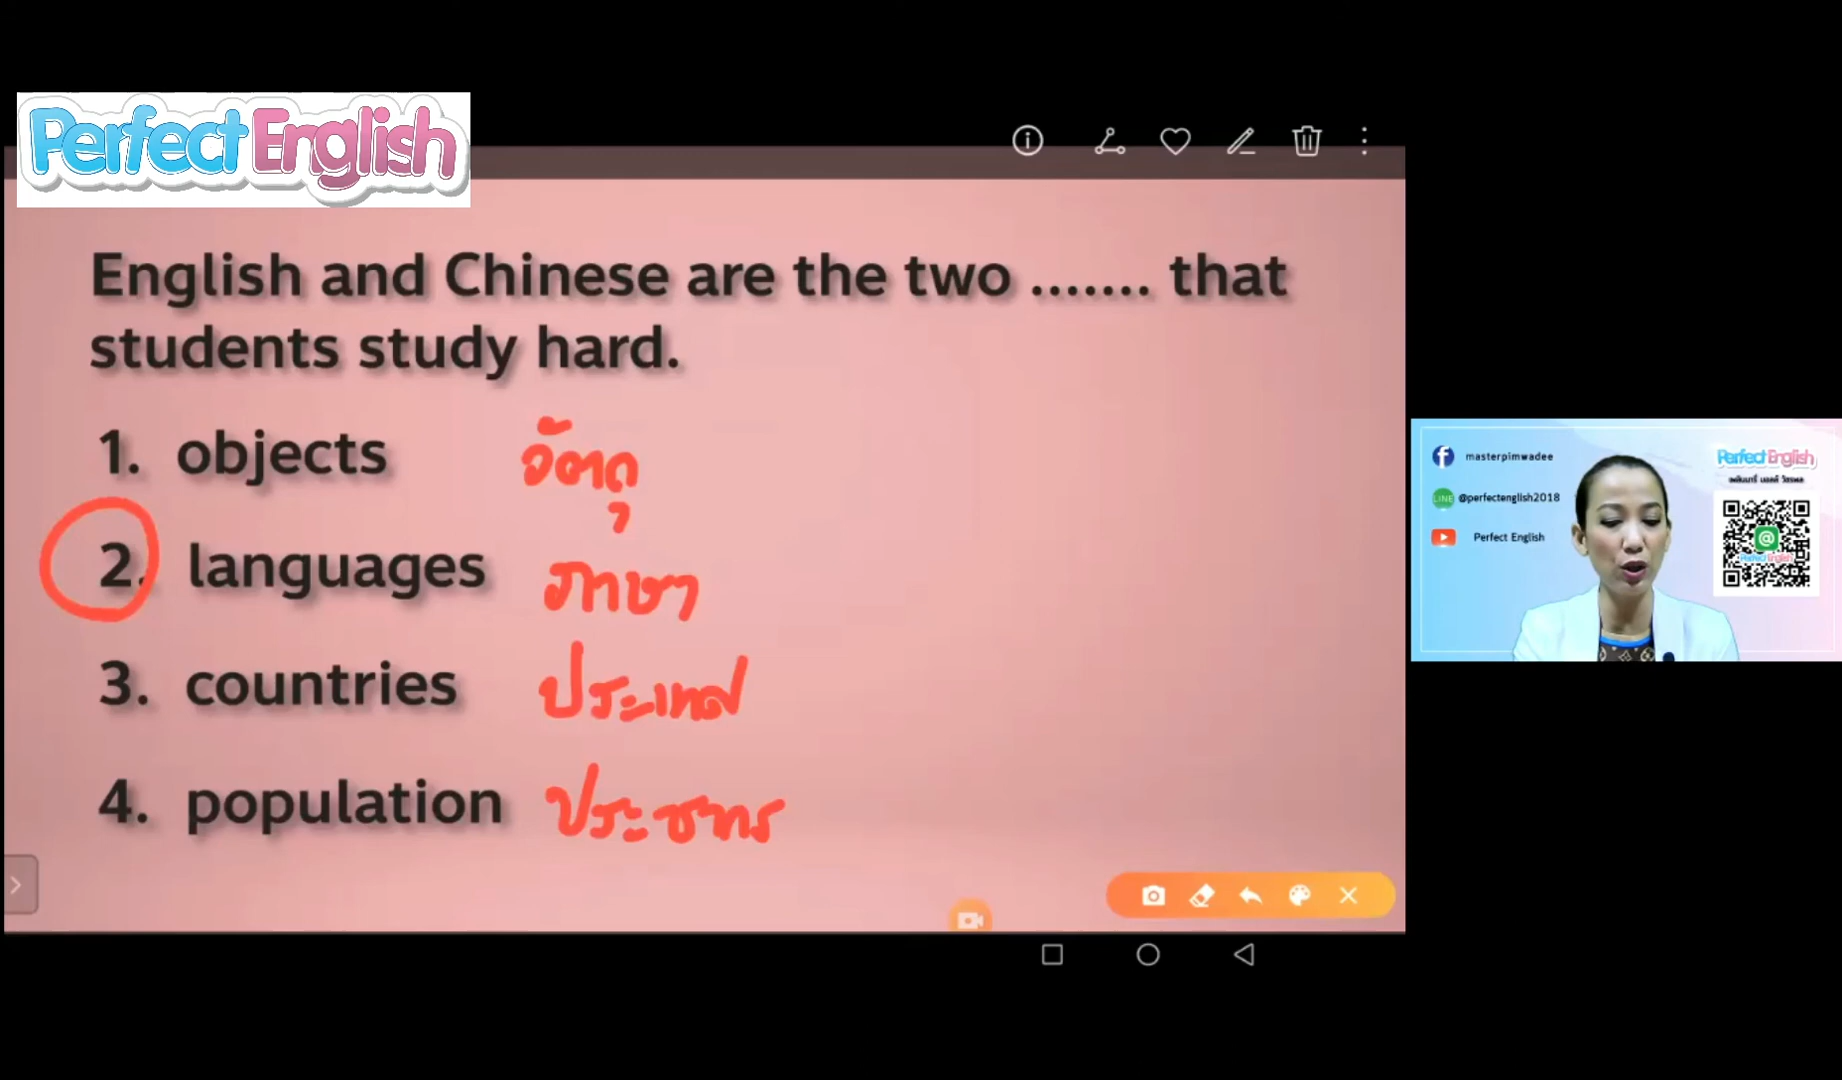 Perfect English
English and Chinese are the two ....... that
students study hard.
1. objects วัตถุ
2. languages ภาษา
3. countries ประเทศ
4. population ประชากร
masterpimwadee
LINE @perfectenglish2018
Perfect English
Perfect English